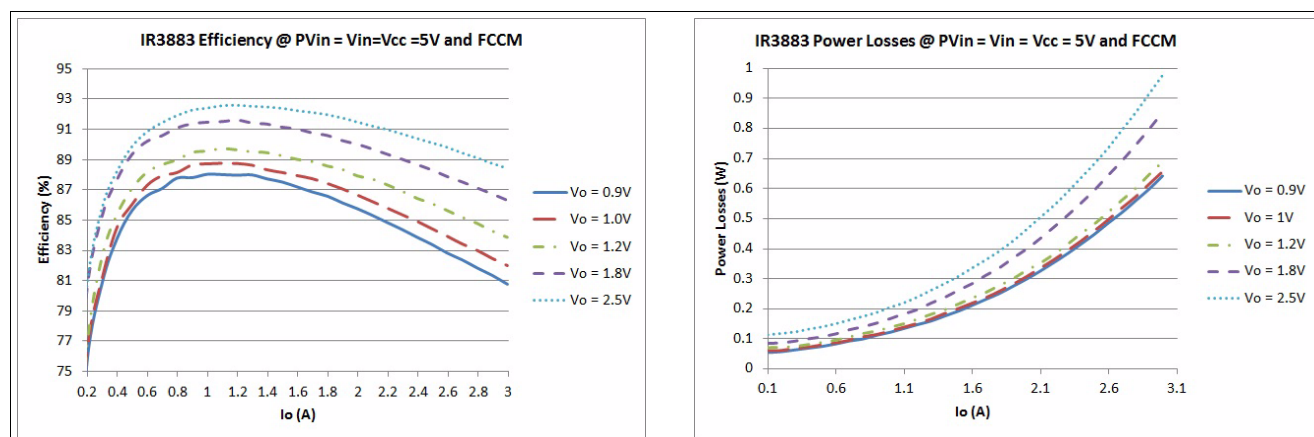 IR3883 Efficiency @ PVin = Vin=Vcc =5V and FCCM
Efficiency (%)
95
93
91
89
87
85
83
81
79
77
75
0.2 0.4 0.6 0.8 1 1.2 1.4 1.6 1.8 2 2.2 2.4 2.6 2.8 3
Io (A)
Vo = 0.9V
Vo = 1.0V
Vo = 1.2V
Vo = 1.8V
Vo = 2.5V
IR3883 Power Losses @ PVin = Vin = Vcc = 5V and FCCM
Power Losses (W)
1
0.9
0.8
0.7
0.6
0.5
0.4
0.3
0.2
0.1
0
0.1 0.6 1.1 1.6 2.1 2.6 3.1
Io (A)
Vo = 0.9V
Vo = 1V
Vo = 1.2V
Vo = 1.8V
Vo = 2.5V